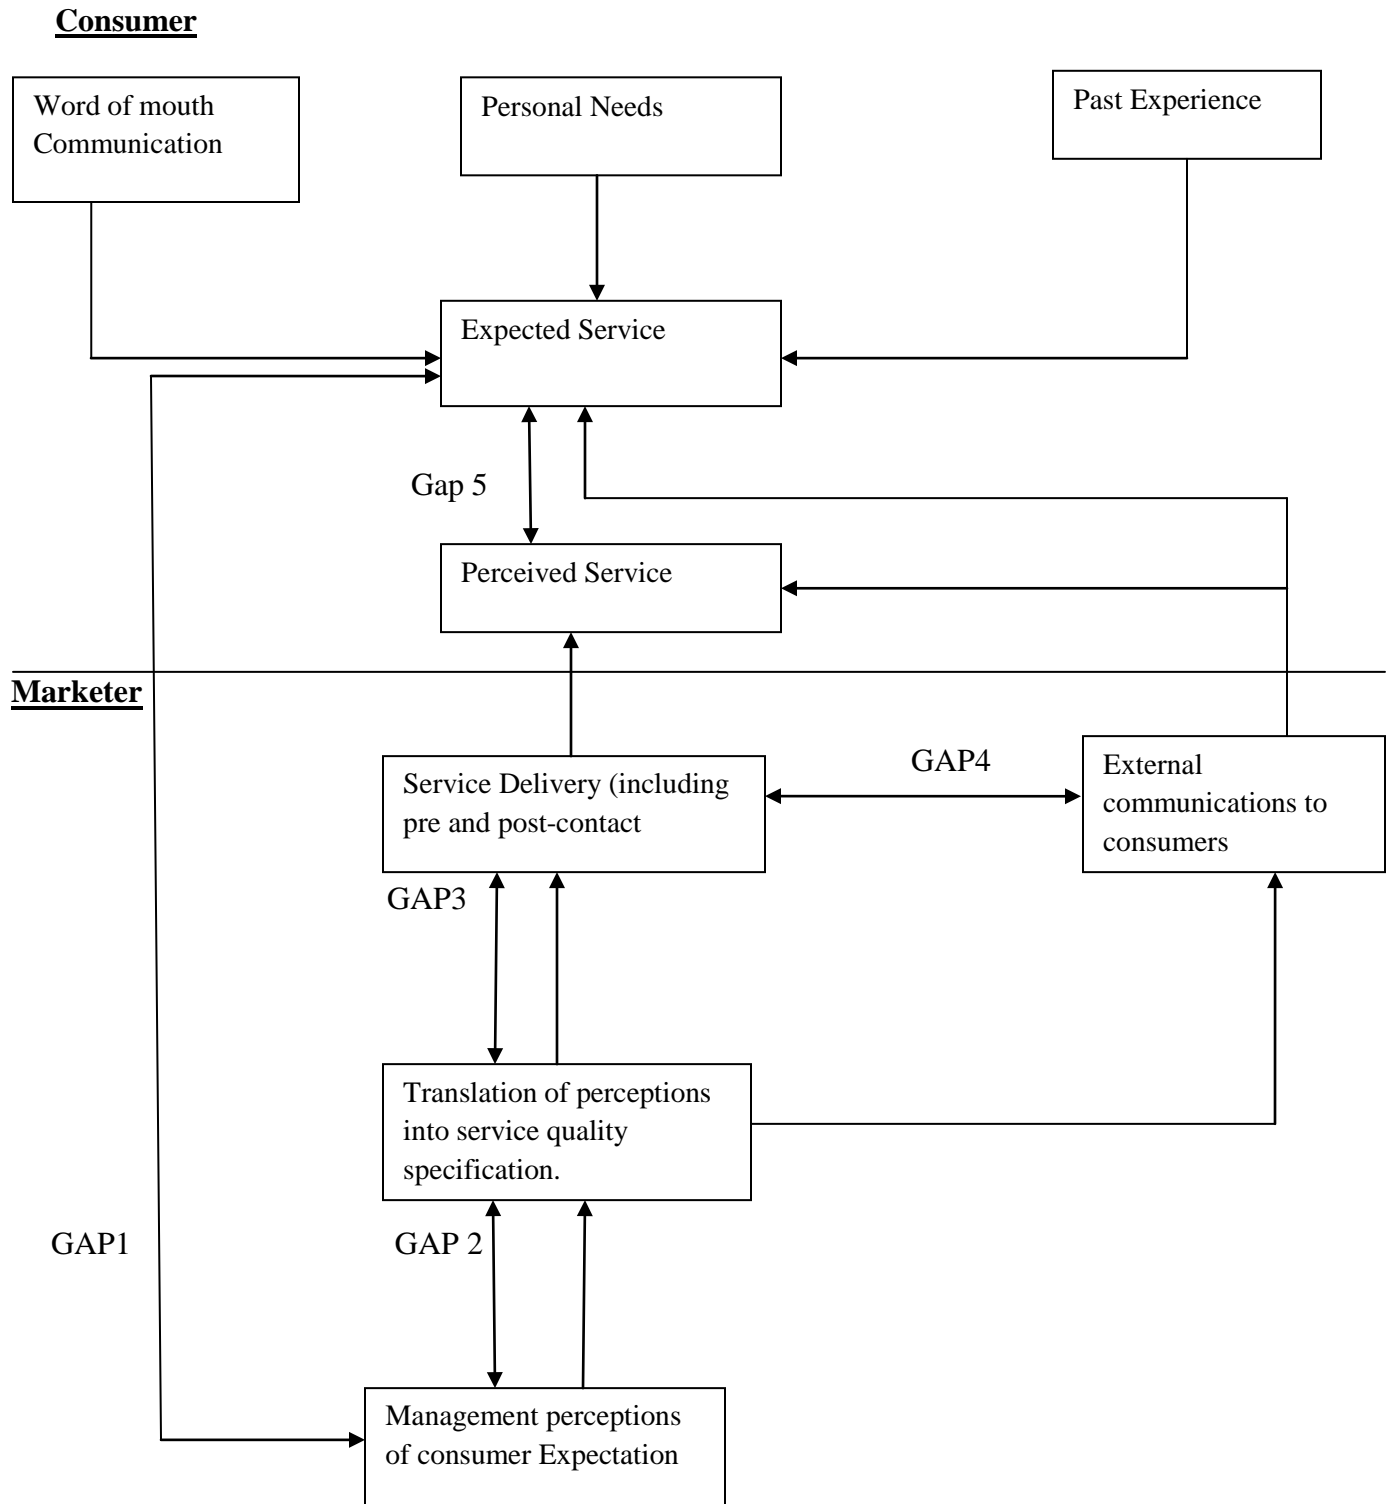 Consumer
Word of mouth
Communication
Personal Needs
Past Experience
Expected Service
Gap 5
Perceived Service
Marketer
Service Delivery (including
pre and post-contact
GAP4
External
communications to
consumers
GAP3
Translation of perceptions
into service quality
specification.
GAP1
GAP 2
Management perceptions
of consumer Expectation